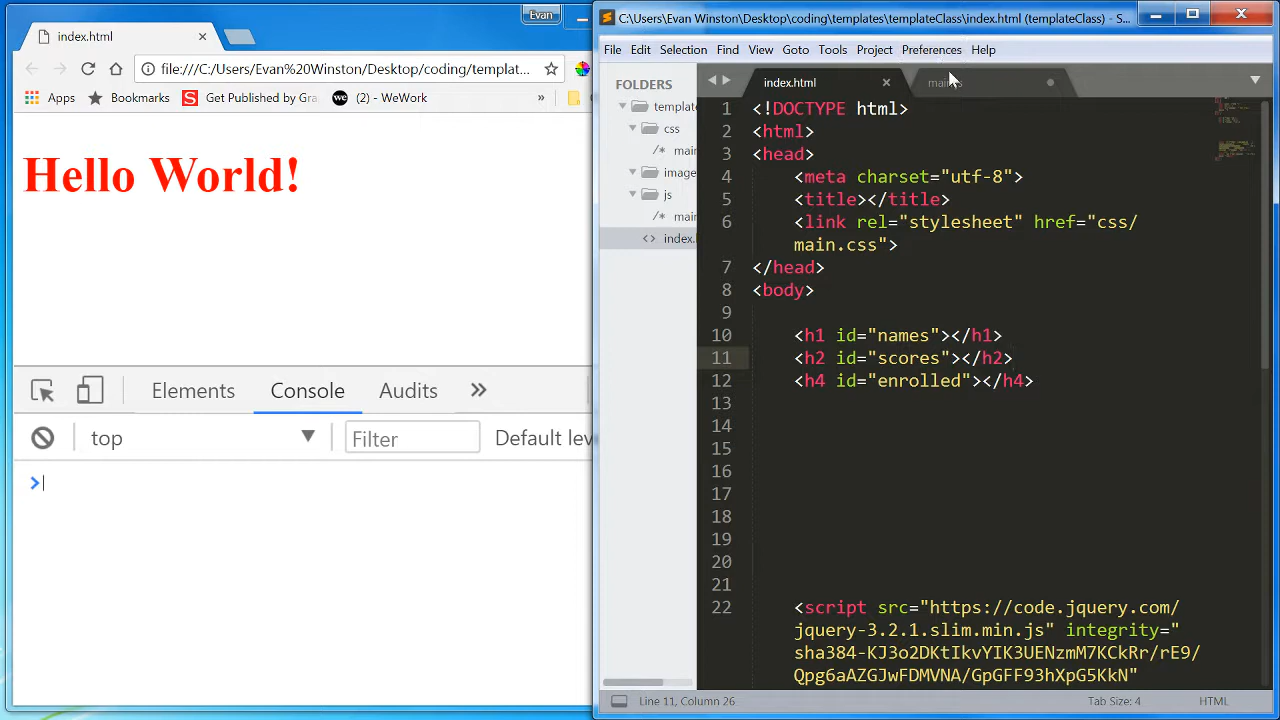 Evan
index.html
file:///C:/Users/Evan%20Winston/Desktop/coding/templat...
Apps
Bookmarks
Get Published by Gra
(2) - WeWork
»
Hello World!
Elements
Console
Audits
»
top
Filter
Default lev
>
C:\Users\Evan Winston\Desktop\coding\templates\templateClass\index.html (templateClass) - S...
File Edit Selection Find View Goto Tools Project Preferences Help
FOLDERS
templat
css
/* main
image
js
/* main
<> index.h
index.html
1 <!DOCTYPE html>
2 <html>
3 <head>
4 <meta charset="utf-8">
5 <title></title>
6 <link rel="stylesheet" href="css/
main.css">
7 </head>
8 <body>
9
10 <h1 id="names"></h1>
11 <h2 id="scores"></h2>
12 <h4 id="enrolled"></h4>
13
14
15
16
17
18
19
20
21
22 <script src="https://code.jquery.com/
jquery-3.2.1.slim.min.js" integrity="
sha384-KJ3o2DKtIkvYIK3UENzmM7KCkRr/rE9/
Qpg6aAZGJwFDMVNA/GpGFF93hXpG5KkN"
Line 11, Column 26
Tab Size: 4
HTML